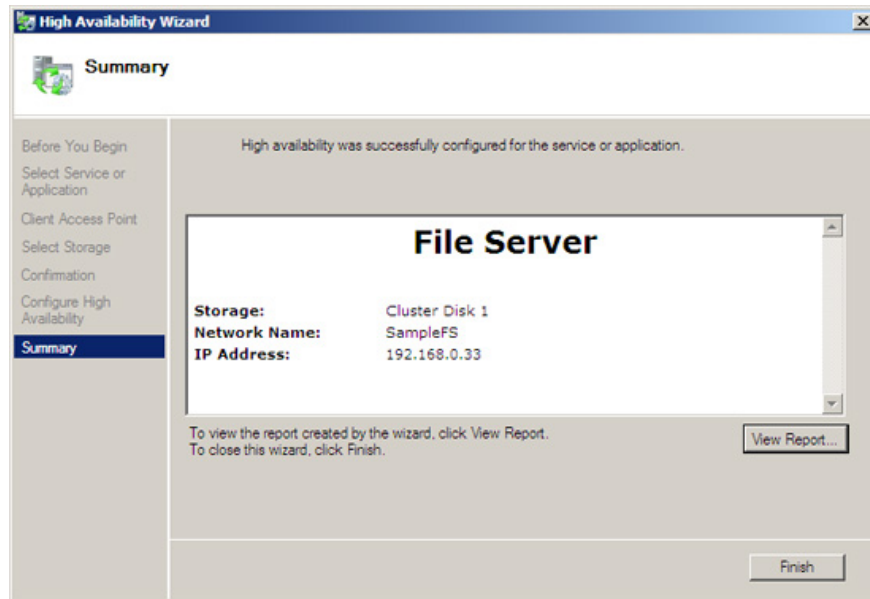 High Availability Wizard
Summary
Before You Begin
Select Service or
Application
Client Access Point
Select Storage
Confirmation
Configure High
Availability
Summary
High availability was successfully configured for the service or application.
File Server
Storage: Cluster Disk 1
Network Name: SampleFS
IP Address: 192.168.0.33
To view the report created by the wizard, click View Report.
To close this wizard, click Finish.
View Report...
Finish